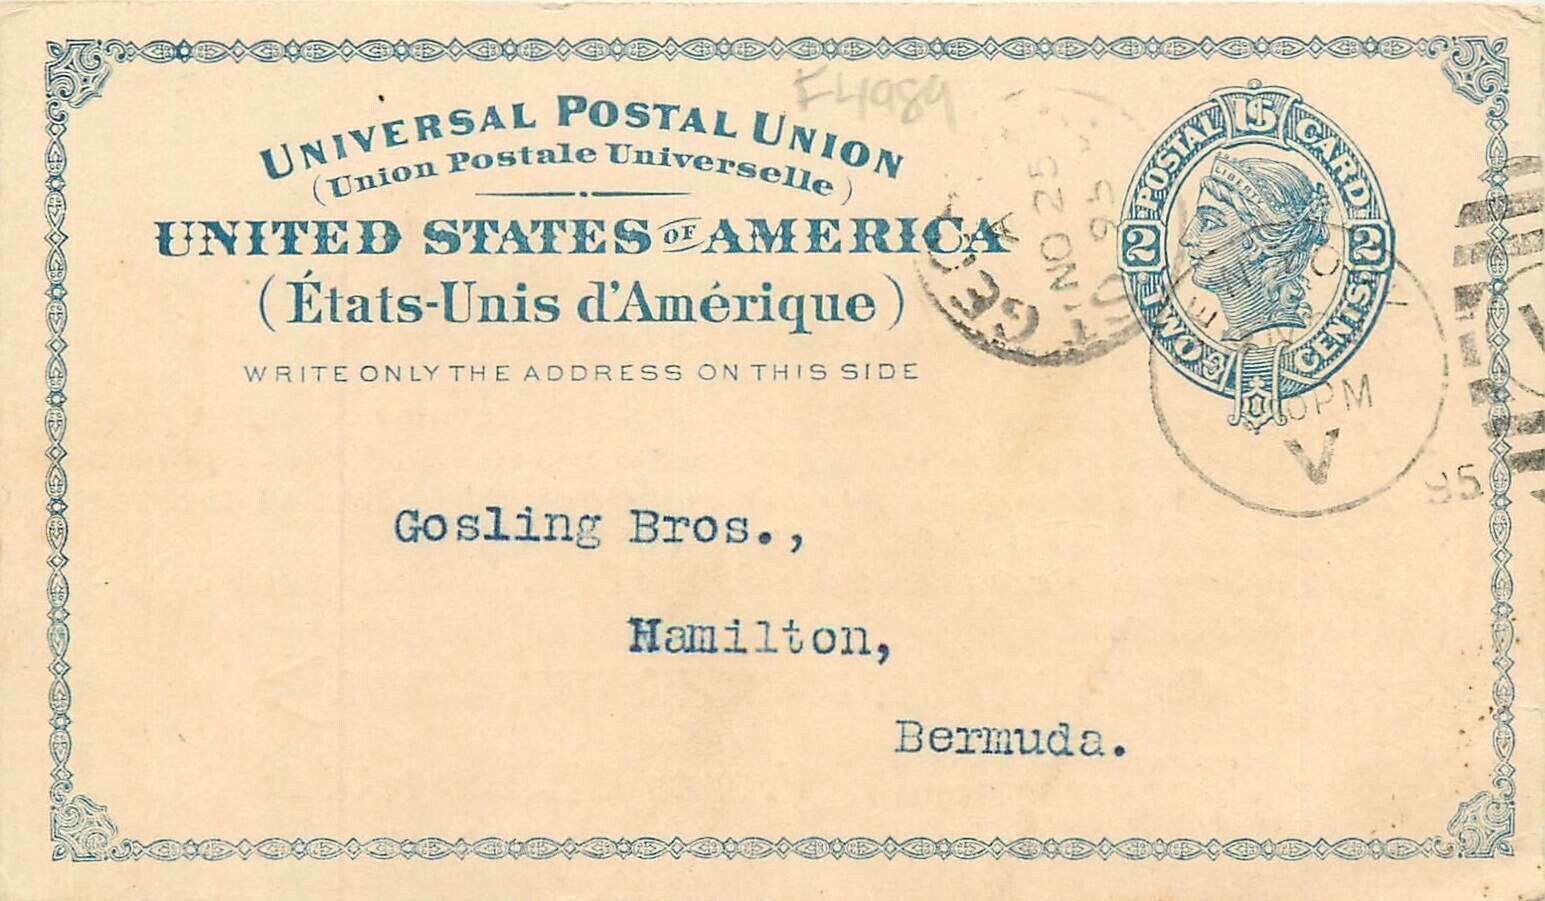 F4989
UNIVERSAL POSTAL UNION
(Union Postale Universelle)
UNITED STATES OF AMERICA
(États-Unis d'Amérique)
WRITE ONLY THE ADDRESS ON THIS SIDE
POSTAL CARD
U.S.
LIBERTY
2 2
TWO CENTS
A
NO 25
95
PM
V
95
Gosling Bros.,
Hamilton,
Bermuda.